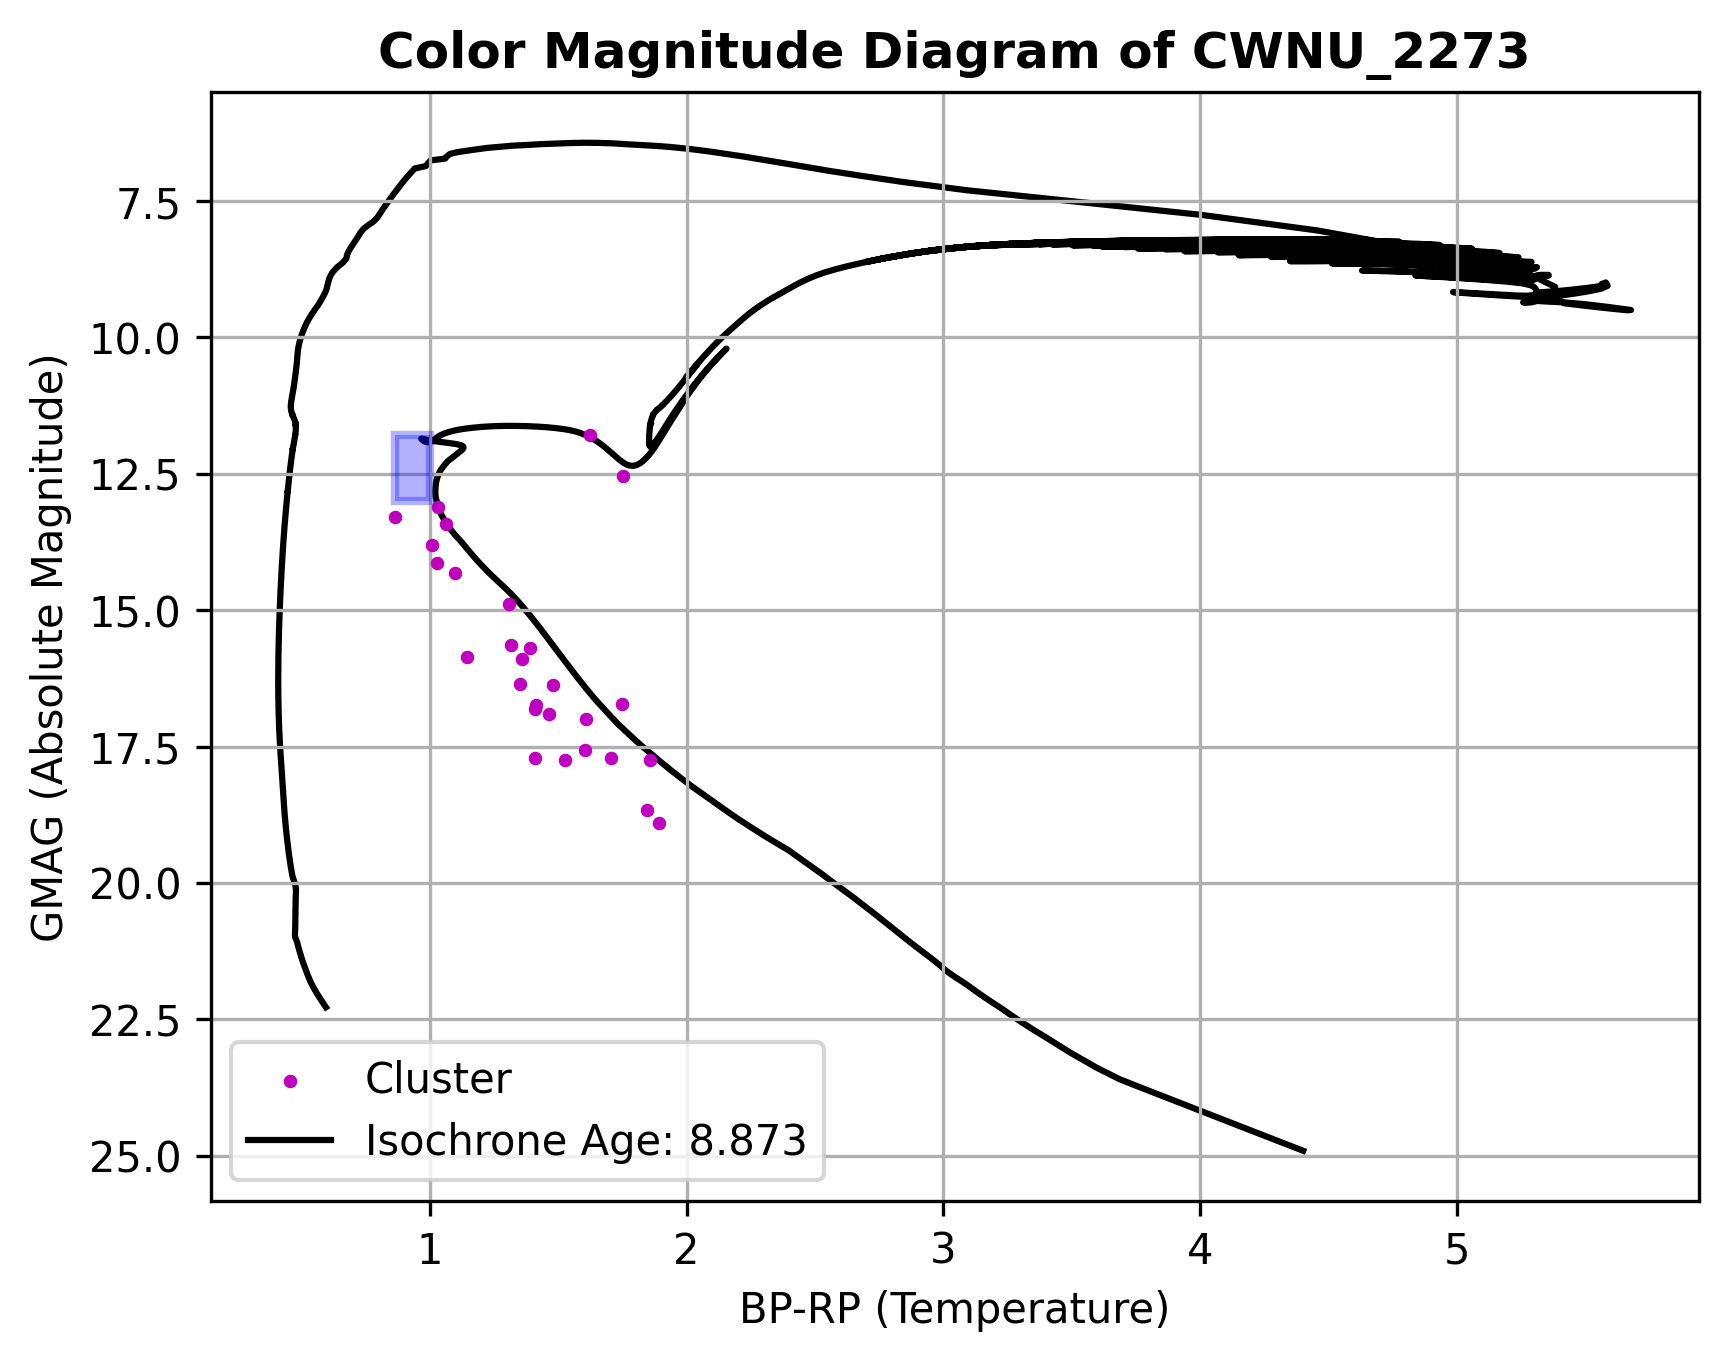 Color Magnitude Diagram of CWNU_2273
GMAG (Absolute Magnitude)
7.5
10.0
12.5
15.0
17.5
20.0
22.5
25.0
Cluster
Isochrone Age: 8.873
1 2 3 4 5
BP-RP (Temperature)